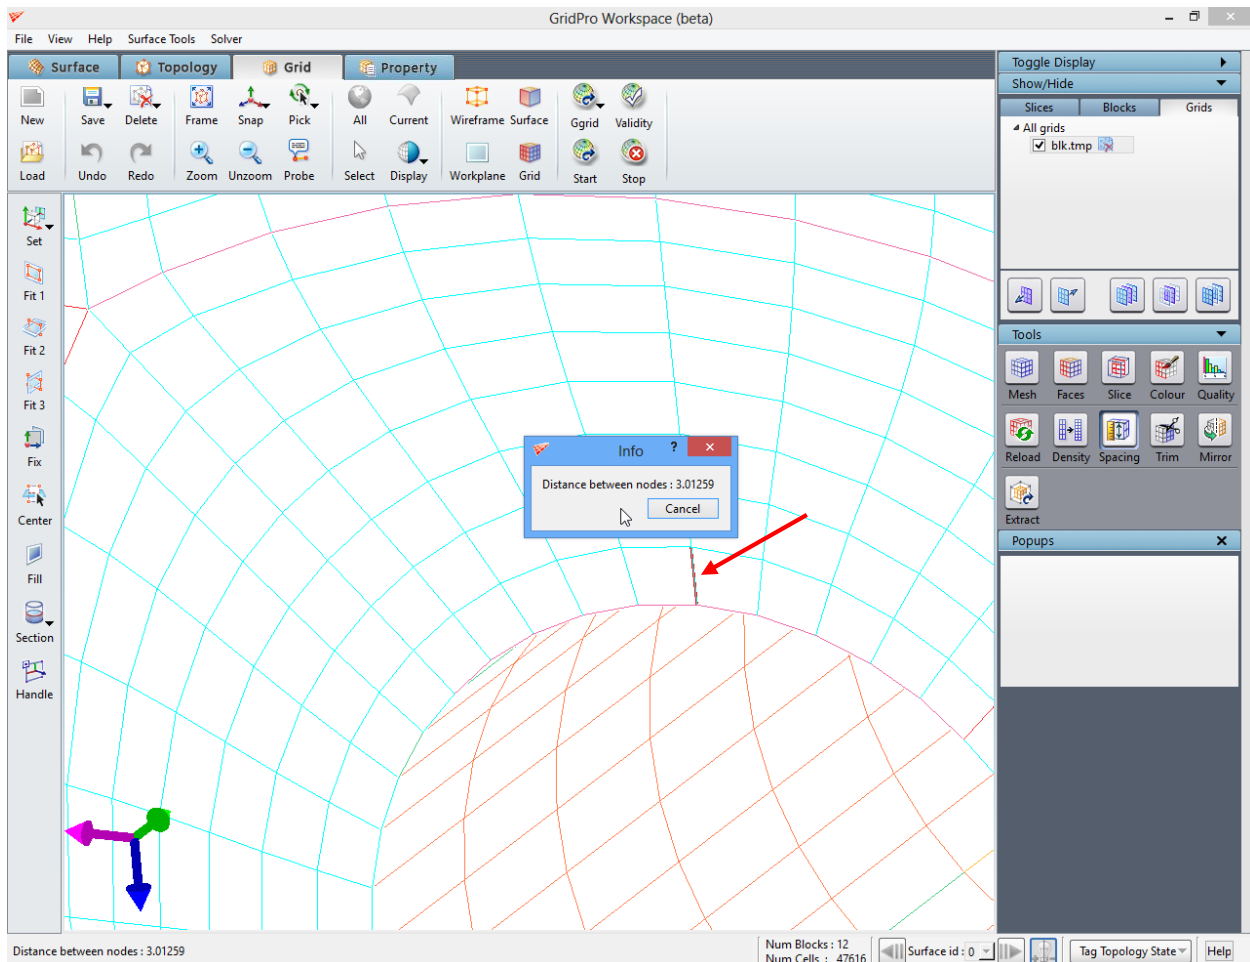 GridPro Workspace (beta)
File View Help Surface Tools Solver
Surface Topology Grid Property
New Save Delete Frame Snap Pick All Current Wireframe Surface Ggrid Validity
Load Undo Redo Zoom Unzoom Probe Select Display Workplane Grid Start Stop
Set
Fit 1
Fit 2
Fit 3
Fix
Center
Fill
Section
Handle
Info ?
Distance between nodes : 3.01259
Cancel
Toggle Display
Show/Hide
Slices Blocks Grids
All grids
blk.tmp
Tools
Mesh Faces Slice Colour Quality
Reload Density Spacing Trim Mirror
Extract
Popups
Distance between nodes : 3.01259
Num Blocks : 12
Num Cells : 47616
Surface id : 0
Tag Topology State
Help